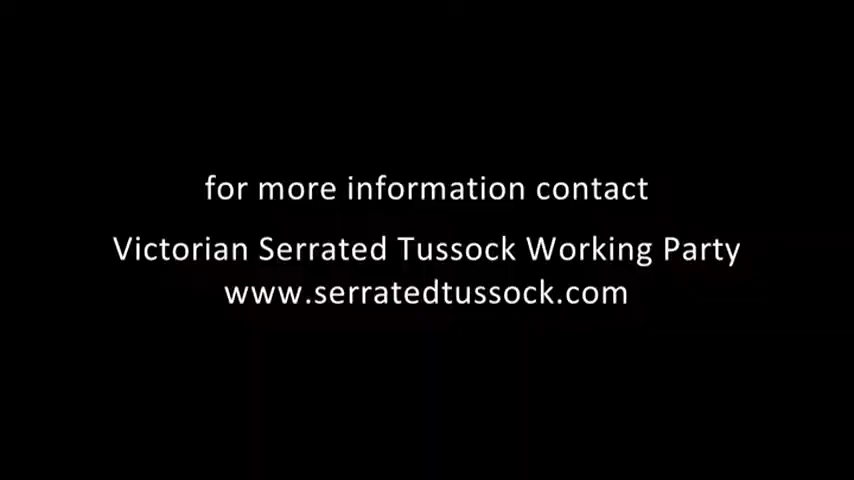 for more information contact
Victorian Serrated Tussock Working Party
www.serratedtussock.com